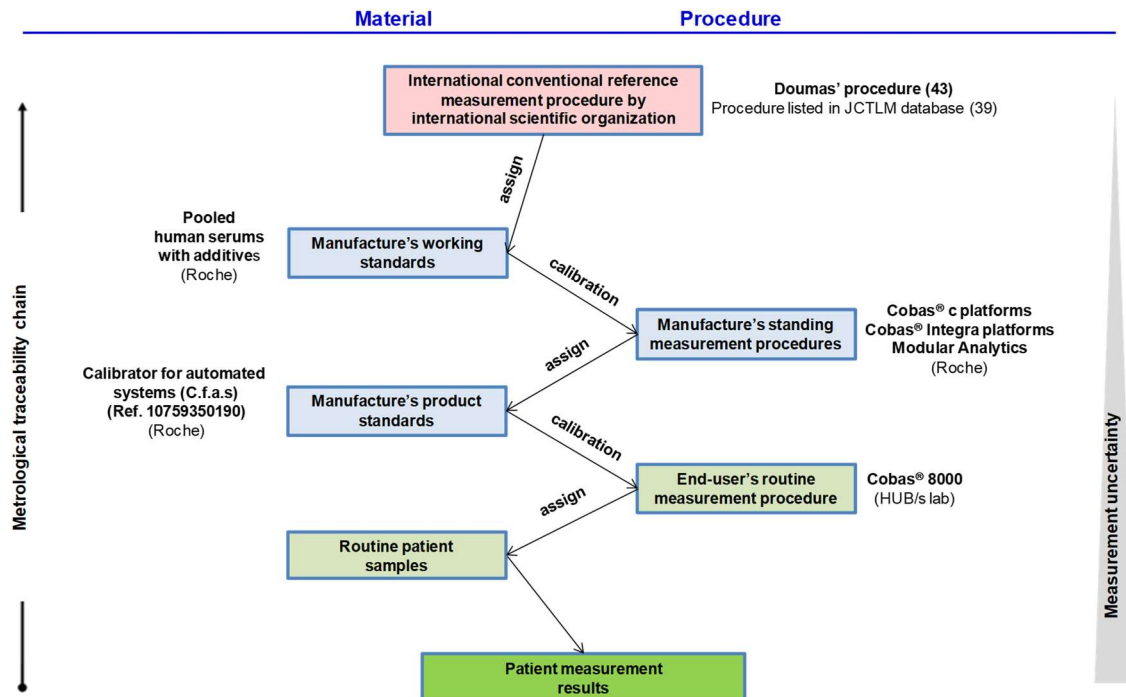 Material
Procedure
International conventional reference
measurement procedure by
international scientific organization
Doumas’ procedure (43)
Procedure listed in JCTLM database (39)
assign
Pooled
human serums
with additives
(Roche)
Manufacture’s working
standards
calibration
Manufacture’s standing
measurement procedures
Cobas® c platforms
Cobas® Integra platforms
Modular Analytics
(Roche)
assign
Calibrator for automated
systems (C.f.a.s)
(Ref. 10759350190)
(Roche)
Manufacture’s product
standards
calibration
End-user’s routine
measurement procedure
Cobas® 8000
(HUB/s lab)
assign
Routine patient
samples
Patient measurement
results
Metrological traceability chain
Measurement uncertainty